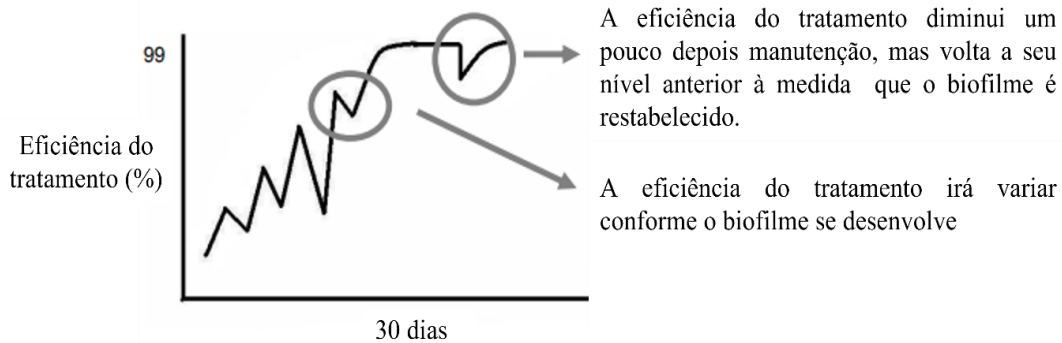 99
Eficiência do
tratamento (%)
30 dias
A eficiência do tratamento diminui um
pouco depois manutenção, mas volta a seu
nível anterior à medida que o biofilme é
restabelecido.
A eficiência do tratamento irá variar
conforme o biofilme se desenvolve